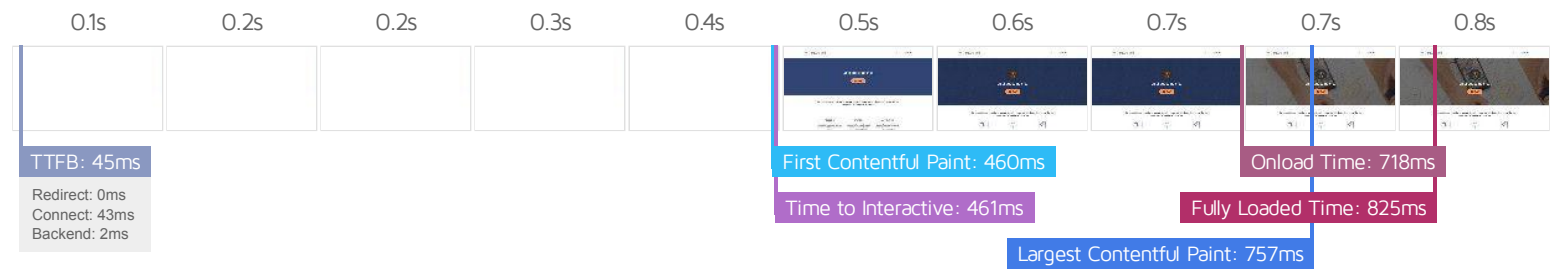 0.1s 0.2s 0.2s 0.3s 0.4s 0.5s 0.6s 0.7s 0.7s 0.8s
TTFB: 45ms
Redirect: 0ms
Connect: 43ms
Backend: 2ms
First Contentful Paint: 460ms
Time to Interactive: 461ms
Onload Time: 718ms
Fully Loaded Time: 825ms
Largest Contentful Paint: 757ms